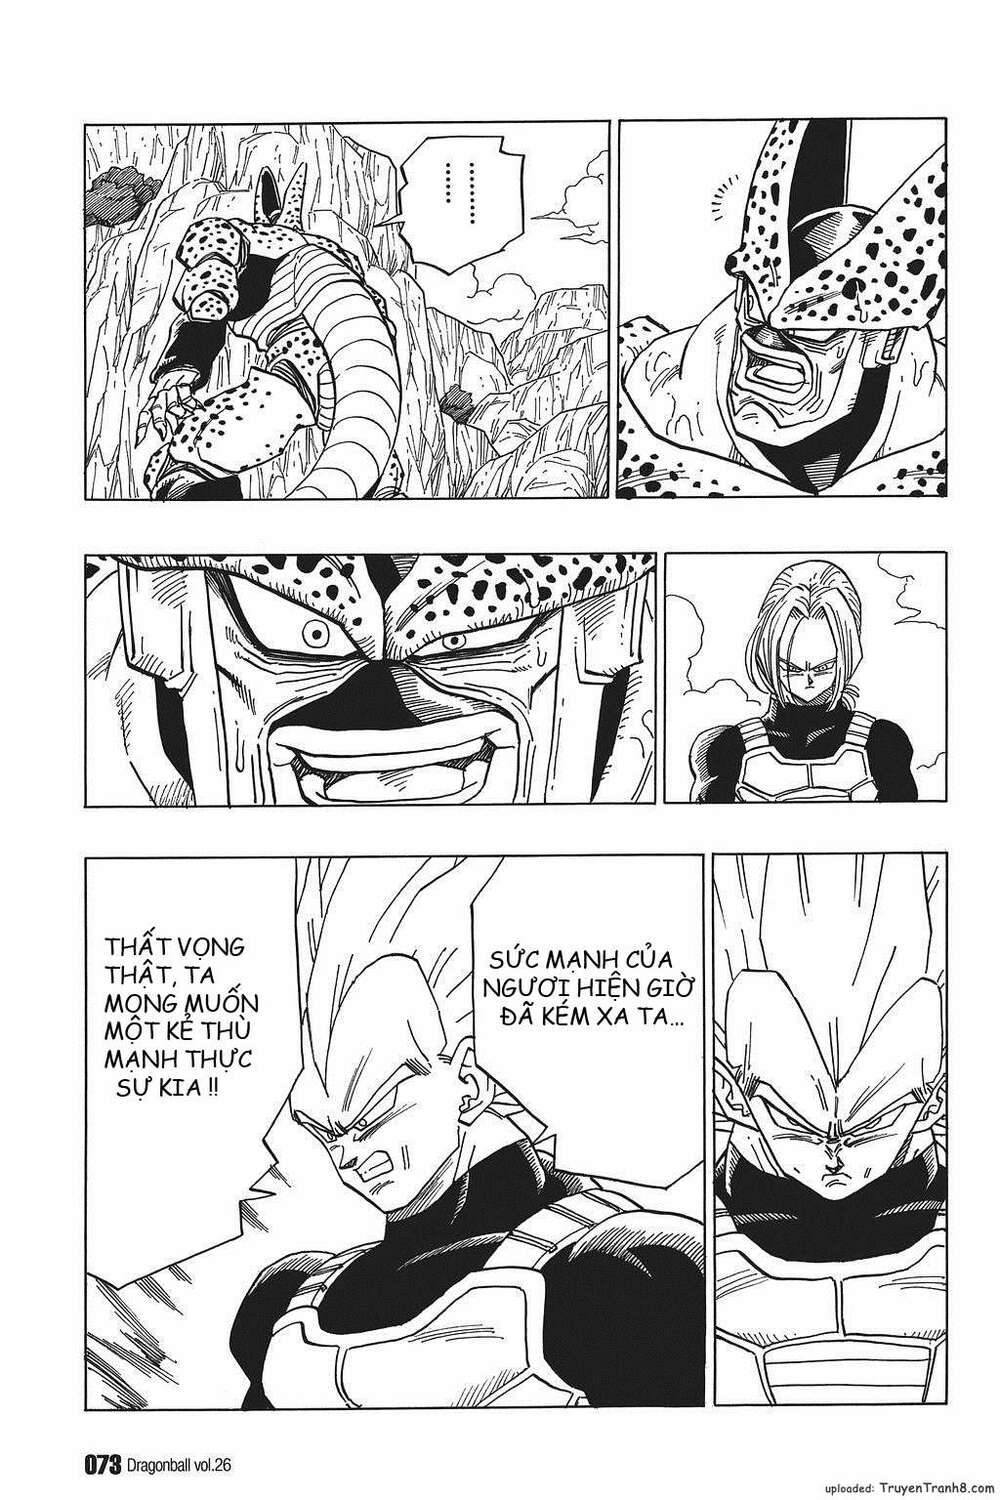 ......
......
SỨC MẠNH CỦA
NGƯƠI HIỆN GIỜ
ĐÃ KÉM XA TA...
THẤT VỌNG
THẬT, TA
MONG MUỐN
MỘT KẺ THÙ
MẠNH THỰC
SỰ KIA !!
073 Dragonball vol.26
uploaded: TruyenTranh8.com